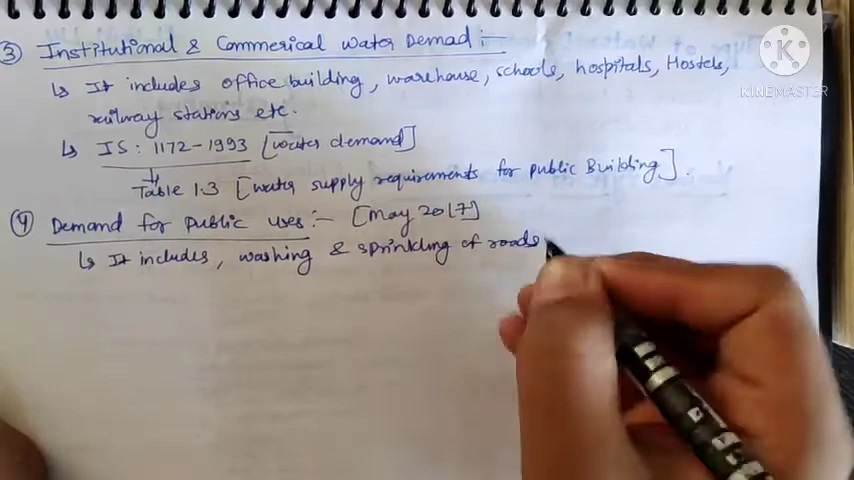 ③ Institutional & Commerical Water Demad :-
↳ It includes office building, warehouse, schools, hospitals, Hostels,
railway stations etc.
↳ IS: 1172-1993 [water demand]
Table 1.3 [water supply requirements for public Building].
④ Demand for public uses :- [May 2017]
↳ It includes, washing & sprinkling of roads
KINEMASTER